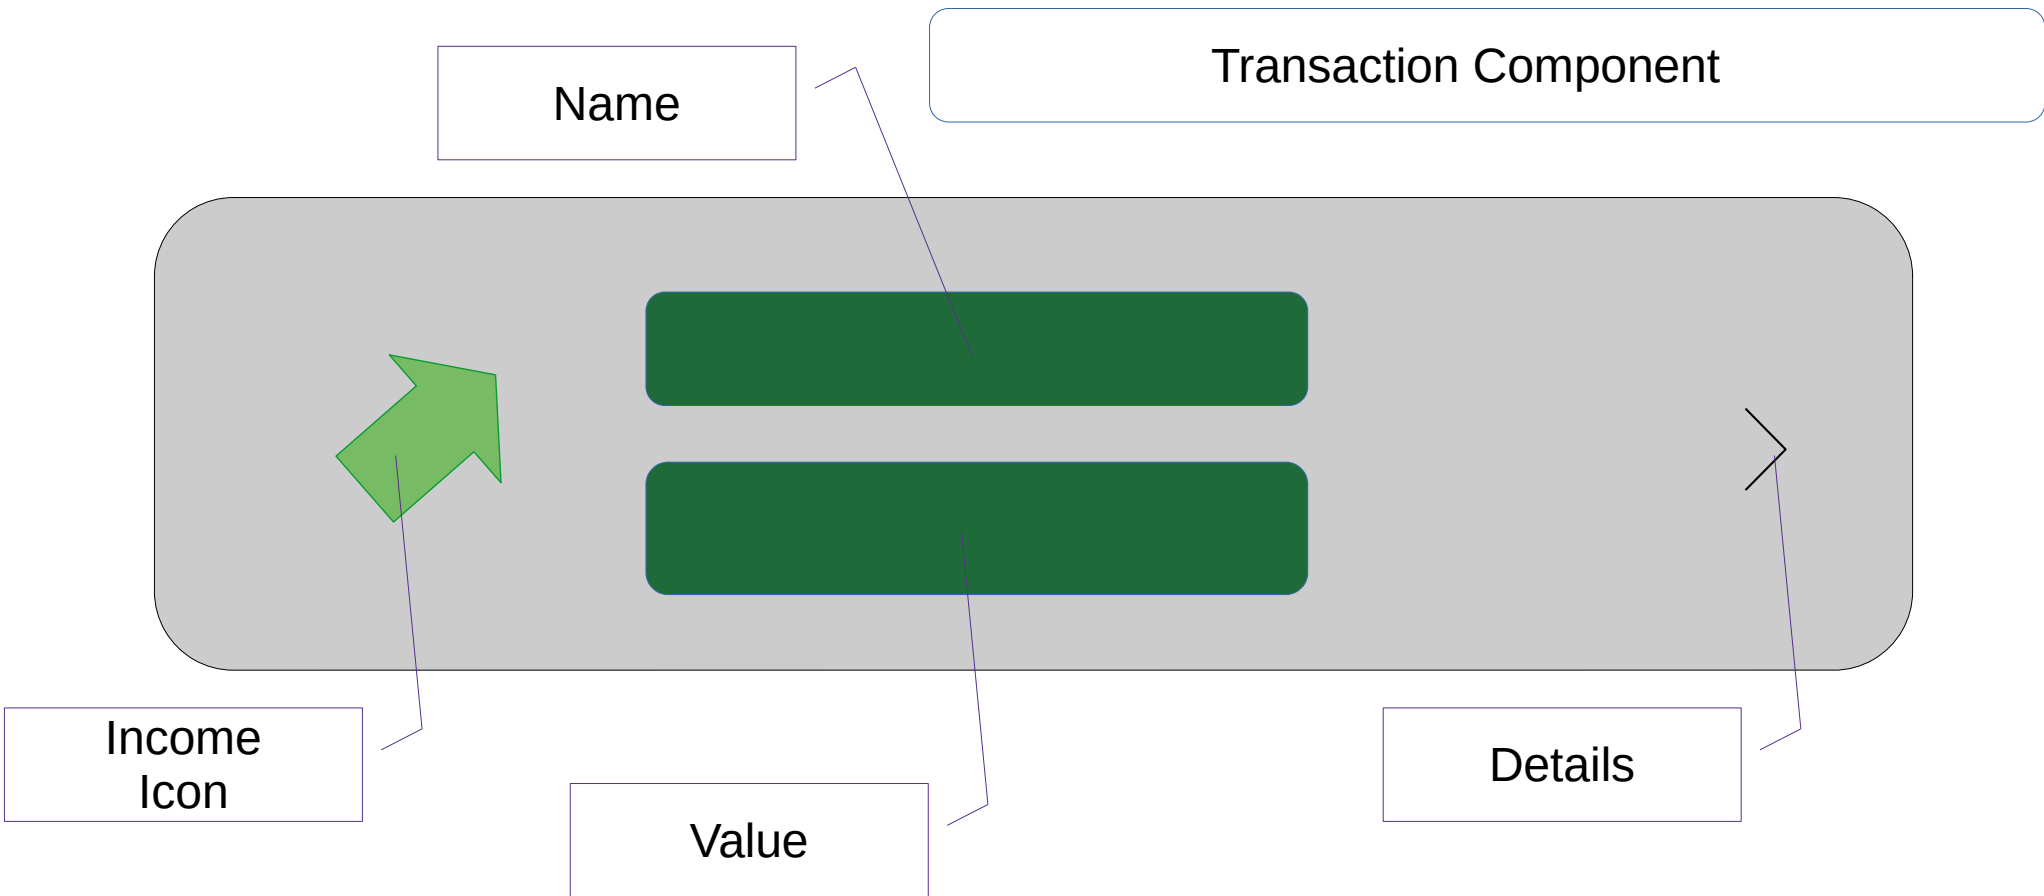 Transaction Component
Name
Income
Icon
Details
Value